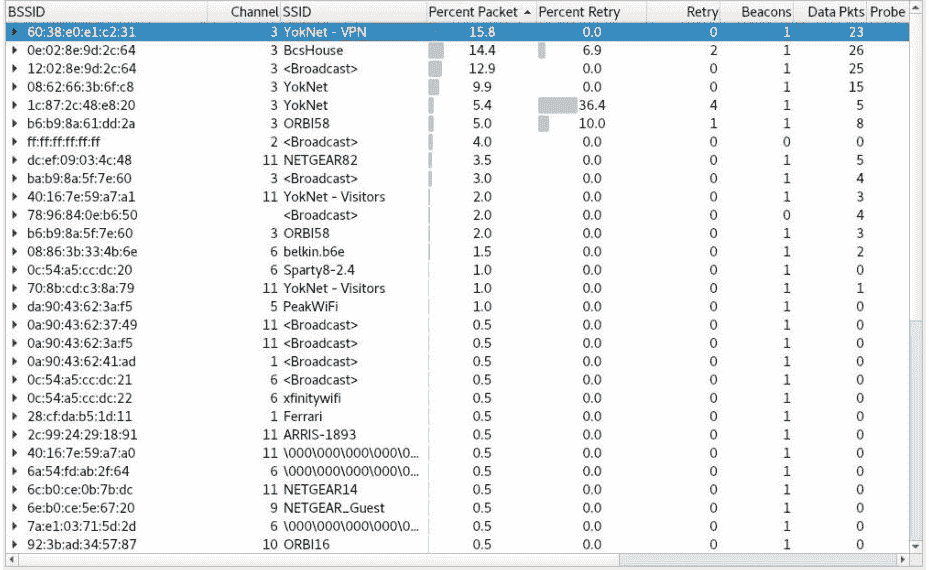 BSSID Channel SSID Percent Packet Percent Retry Retry Beacons Data Pkts Probe
60:38:e0:e1:c2:31 3 YokNet - VPN 15.8 0.0 0 1 23
0e:02:8e:9d:2c:64 3 BcsHouse 14.4 6.9 2 1 26
12:02:8e:9d:2c:64 3 <Broadcast> 12.9 0.0 0 1 25
08:62:66:3b:6f:c8 3 YokNet 9.9 0.0 0 1 15
1c:87:2c:48:e8:20 3 YokNet 5.4 36.4 4 1 5
b6:b9:8a:61:dd:2a 3 ORBI58 5.0 10.0 1 1 8
ff:ff:ff:ff:ff:ff 2 <Broadcast> 4.0 0.0 0 0 0
dc:ef:09:03:4c:48 11 NETGEAR82 3.5 0.0 0 1 5
ba:b9:8a:5f:7e:60 3 <Broadcast> 3.0 0.0 0 1 4
40:16:7e:59:a7:a1 11 YokNet - Visitors 2.0 0.0 0 1 3
78:96:84:0e:b6:50 <Broadcast> 2.0 0.0 0 0 4
b6:b9:8a:5f:7e:60 3 ORBI58 2.0 0.0 0 1 3
08:86:3b:33:4b:6e 6 belkin.b6e 1.5 0.0 0 1 2
0c:54:a5:cc:dc:20 6 Sparty8-2.4 1.0 0.0 0 1 0
70:8b:cd:c3:8a:79 11 YokNet - Visitors 1.0 0.0 0 1 1
da:90:43:62:3a:f5 5 PeakWiFi 1.0 0.0 0 1 0
0a:90:43:62:37:49 11 <Broadcast> 0.5 0.0 0 1 0
0a:90:43:62:3a:f5 11 <Broadcast> 0.5 0.0 0 1 0
0a:90:43:62:41:ad 1 <Broadcast> 0.5 0.0 0 1 0
0c:54:a5:cc:dc:21 6 <Broadcast> 0.5 0.0 0 1 0
0c:54:a5:cc:dc:22 6 xfinitywifi 0.5 0.0 0 1 0
28:cf:da:b5:1d:11 1 Ferrari 0.5 0.0 0 1 0
2c:99:24:29:18:91 11 ARRIS-1893 0.5 0.0 0 1 0
40:16:7e:59:a7:a0 11 \000\000\000\000\0... 0.5 0.0 0 1 0
6a:54:fd:ab:2f:64 6 \000\000\000\000\0... 0.5 0.0 0 1 0
6c:b0:ce:0b:7b:dc 11 NETGEAR14 0.5 0.0 0 1 0
6e:b0:ce:5e:67:20 9 NETGEAR_Guest 0.5 0.0 0 1 0
7a:e1:03:71:5d:2d 6 \000\000\000\000\0... 0.5 0.0 0 1 0
92:3b:ad:34:57:87 10 ORBI16 0.5 0.0 0 1 0